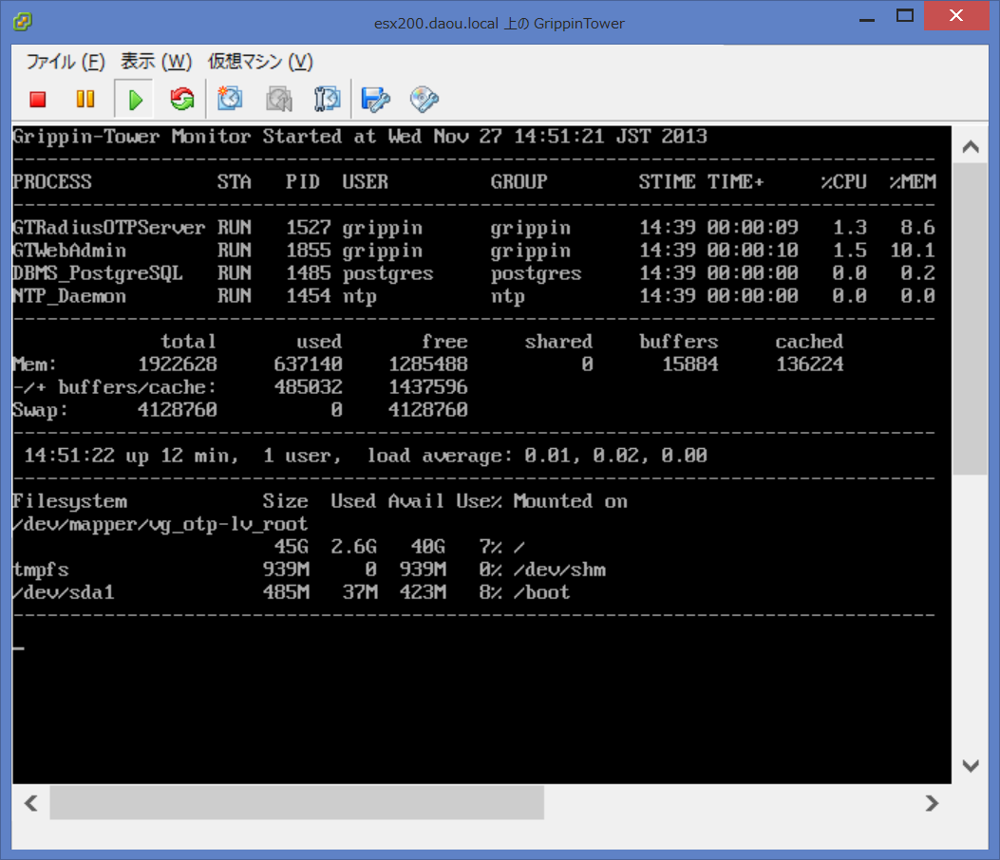 esx200.daou.local 上の GrippinTower
ファイル (F) 表示 (W) 仮想マシン (V)
Grippin-Tower Monitor Started at Wed Nov 27 14:51:21 JST 2013
---------------------------------------------------------------------------------
PROCESS           STA   PID  USER         GROUP        STIME TIME+     %CPU  %MEM
---------------------------------------------------------------------------------
GTRadiusOTPServer RUN   1527 grippin      grippin      14:39 00:00:09   1.3   8.6
GTWebAdmin        RUN   1855 grippin      grippin      14:39 00:00:10   1.5  10.1
DBMS_PostgreSQL   RUN   1485 postgres     postgres     14:39 00:00:00   0.0   0.2
NTP_Daemon        RUN   1454 ntp          ntp          14:39 00:00:00   0.0   0.0
---------------------------------------------------------------------------------
             total       used       free     shared    buffers     cached
Mem:       1922628     637140    1285488          0      15884     136224
-/+ buffers/cache:     485032    1437596
Swap:      4128760          0    4128760
---------------------------------------------------------------------------------
 14:51:22 up 12 min,  1 user,  load average: 0.01, 0.02, 0.00
---------------------------------------------------------------------------------
Filesystem            Size  Used Avail Use% Mounted on
/dev/mapper/vg_otp-lv_root
                       45G  2.6G   40G   7% /
tmpfs                 939M     0  939M   0% /dev/shm
/dev/sda1             485M   37M  423M   8% /boot
---------------------------------------------------------------------------------
_